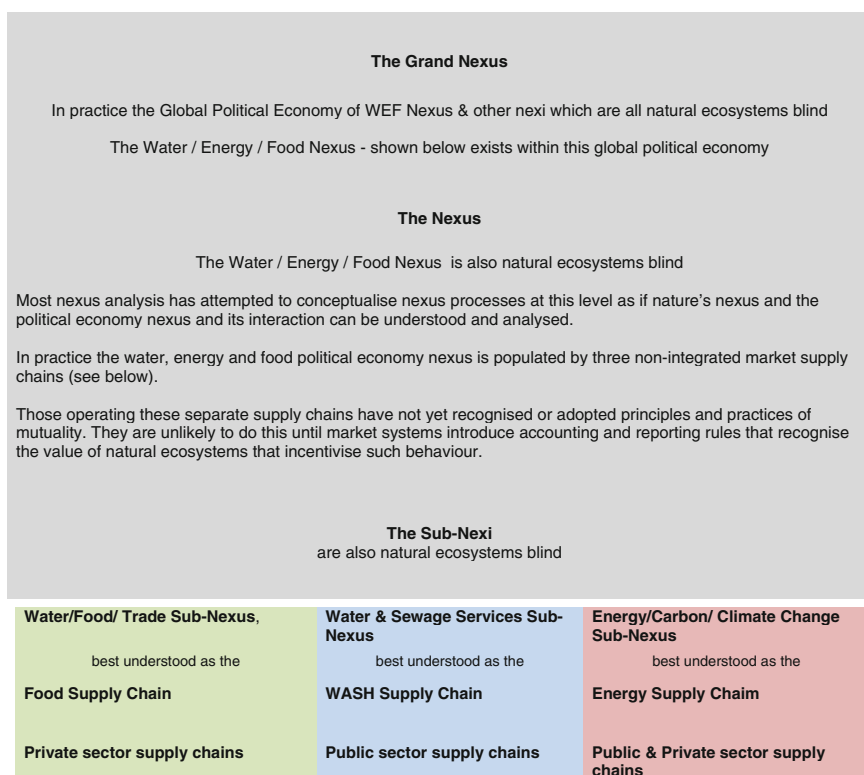 The Grand Nexus
In practice the Global Political Economy of WEF Nexus & other nexi which are all natural ecosystems blind
The Water / Energy / Food Nexus - shown below exists within this global political economy
The Nexus
The Water / Energy / Food Nexus is also natural ecosystems blind
Most nexus analysis has attempted to conceptualise nexus processes at this level as if nature's nexus and the
political economy nexus and its interaction can be understood and analysed.
In practice the water, energy and food political economy nexus is populated by three non-integrated market supply
chains (see below).
Those operating these separate supply chains have not yet recognised or adopted principles and practices of
mutuality. They are unlikely to do this until market systems introduce accounting and reporting rules that recognise
the value of natural ecosystems that incentivise such behaviour.
The Sub-Nexi
are also natural ecosystems blind
Water/Food/ Trade Sub-Nexus,
best understood as the
Food Supply Chain
Private sector supply chains
Water & Sewage Services Sub-
Nexus
best understood as the
WASH Supply Chain
Public sector supply chains
Energy/Carbon/ Climate Change
Sub-Nexus
best understood as the
Energy Supply Chaim
Public & Private sector supply
chains